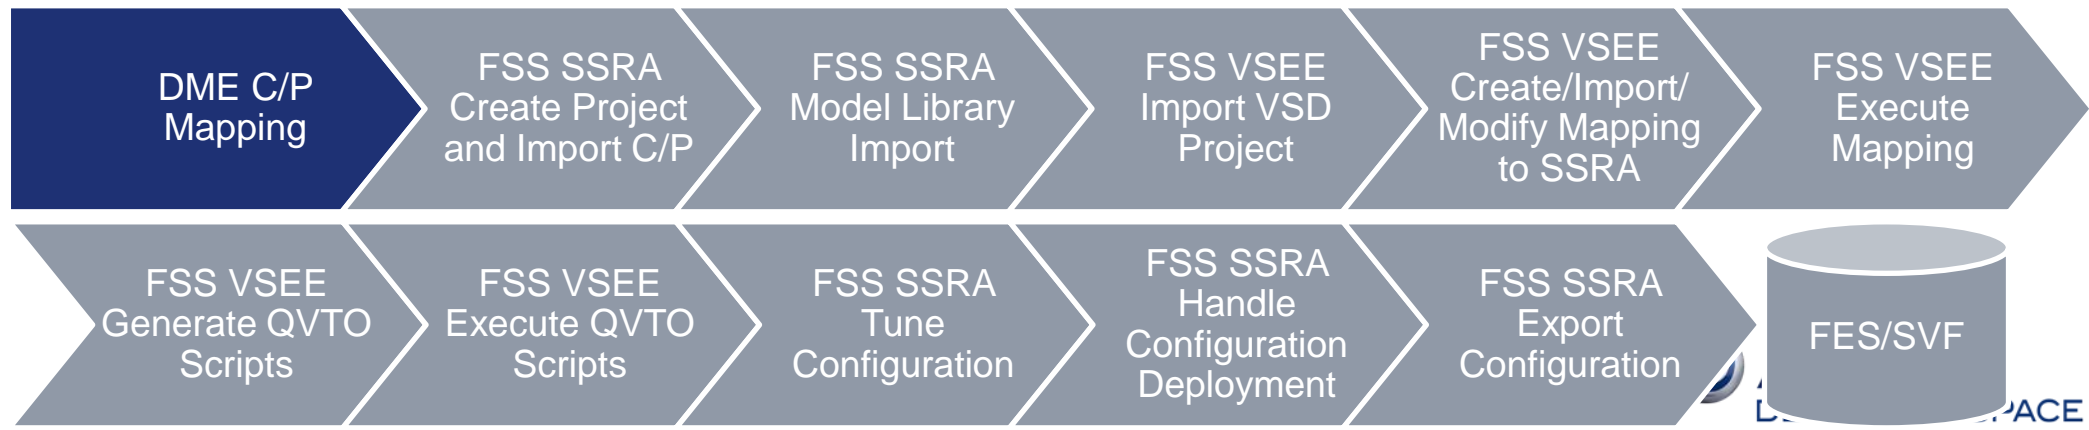 DME C/P
Mapping
FSS SSRA
Create Project
and Import C/P
FSS SSRA
Model Library
Import
FSS VSEE
Import VSD
Project
FSS VSEE
Create/Import/
Modify Mapping
to SSRA
FSS VSEE
Execute
Mapping
FSS VSEE
Generate QVTO
Scripts
FSS VSEE
Execute QVTO
Scripts
FSS SSRA
Tune
Configuration
FSS SSRA
Handle
Configuration
Deployment
FSS SSRA
Export
Configuration
FES/SVF